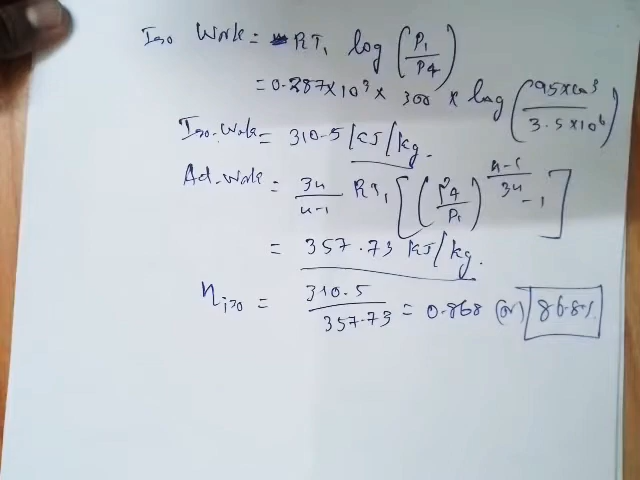 Iso Work = RT₁ log (P₁/P4)
= 0.287×10³ × 300 × log (95×10³/3.5×10⁶)
Iso. Work = 310.5 KJ/kg.
Ad. Work = 3n/n-1 RT₁ [(P4/P₁)^(n-1/3n) - 1]
= 357.73 KJ/kg.
ηiso = 310.5/357.73 = 0.868 (or) 86.8%